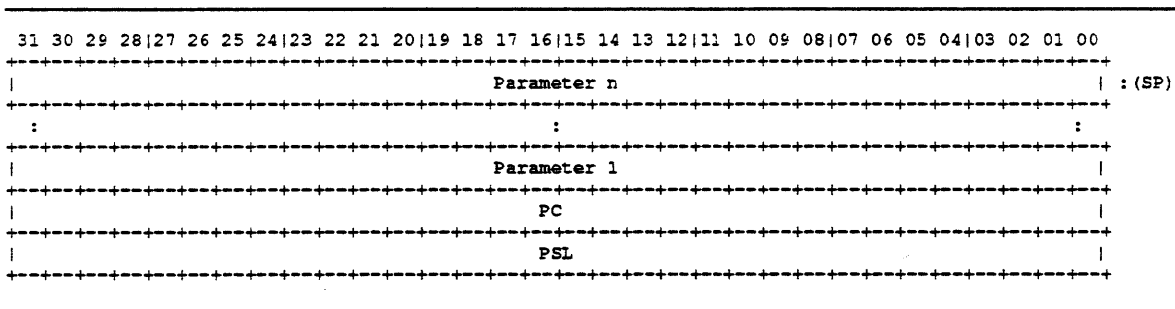 31 30 29 28|27 26 25 24|23 22 21 20|19 18 17 16|15 14 13 12|11 10 09 08|07 06 05 04|03 02 01 00
+--+--+--+--+--+--+--+--+--+--+--+--+--+--+--+--+--+--+--+--+--+--+--+--+--+--+--+--+--+--+--+--+
| Parameter n | :(SP)
+--+--+--+--+--+--+--+--+--+--+--+--+--+--+--+--+--+--+--+--+--+--+--+--+--+--+--+--+--+--+--+--+
: : :
+--+--+--+--+--+--+--+--+--+--+--+--+--+--+--+--+--+--+--+--+--+--+--+--+--+--+--+--+--+--+--+--+
| Parameter 1 |
+--+--+--+--+--+--+--+--+--+--+--+--+--+--+--+--+--+--+--+--+--+--+--+--+--+--+--+--+--+--+--+--+
| PC |
+--+--+--+--+--+--+--+--+--+--+--+--+--+--+--+--+--+--+--+--+--+--+--+--+--+--+--+--+--+--+--+--+
| PSL |
+--+--+--+--+--+--+--+--+--+--+--+--+--+--+--+--+--+--+--+--+--+--+--+--+--+--+--+--+--+--+--+--+